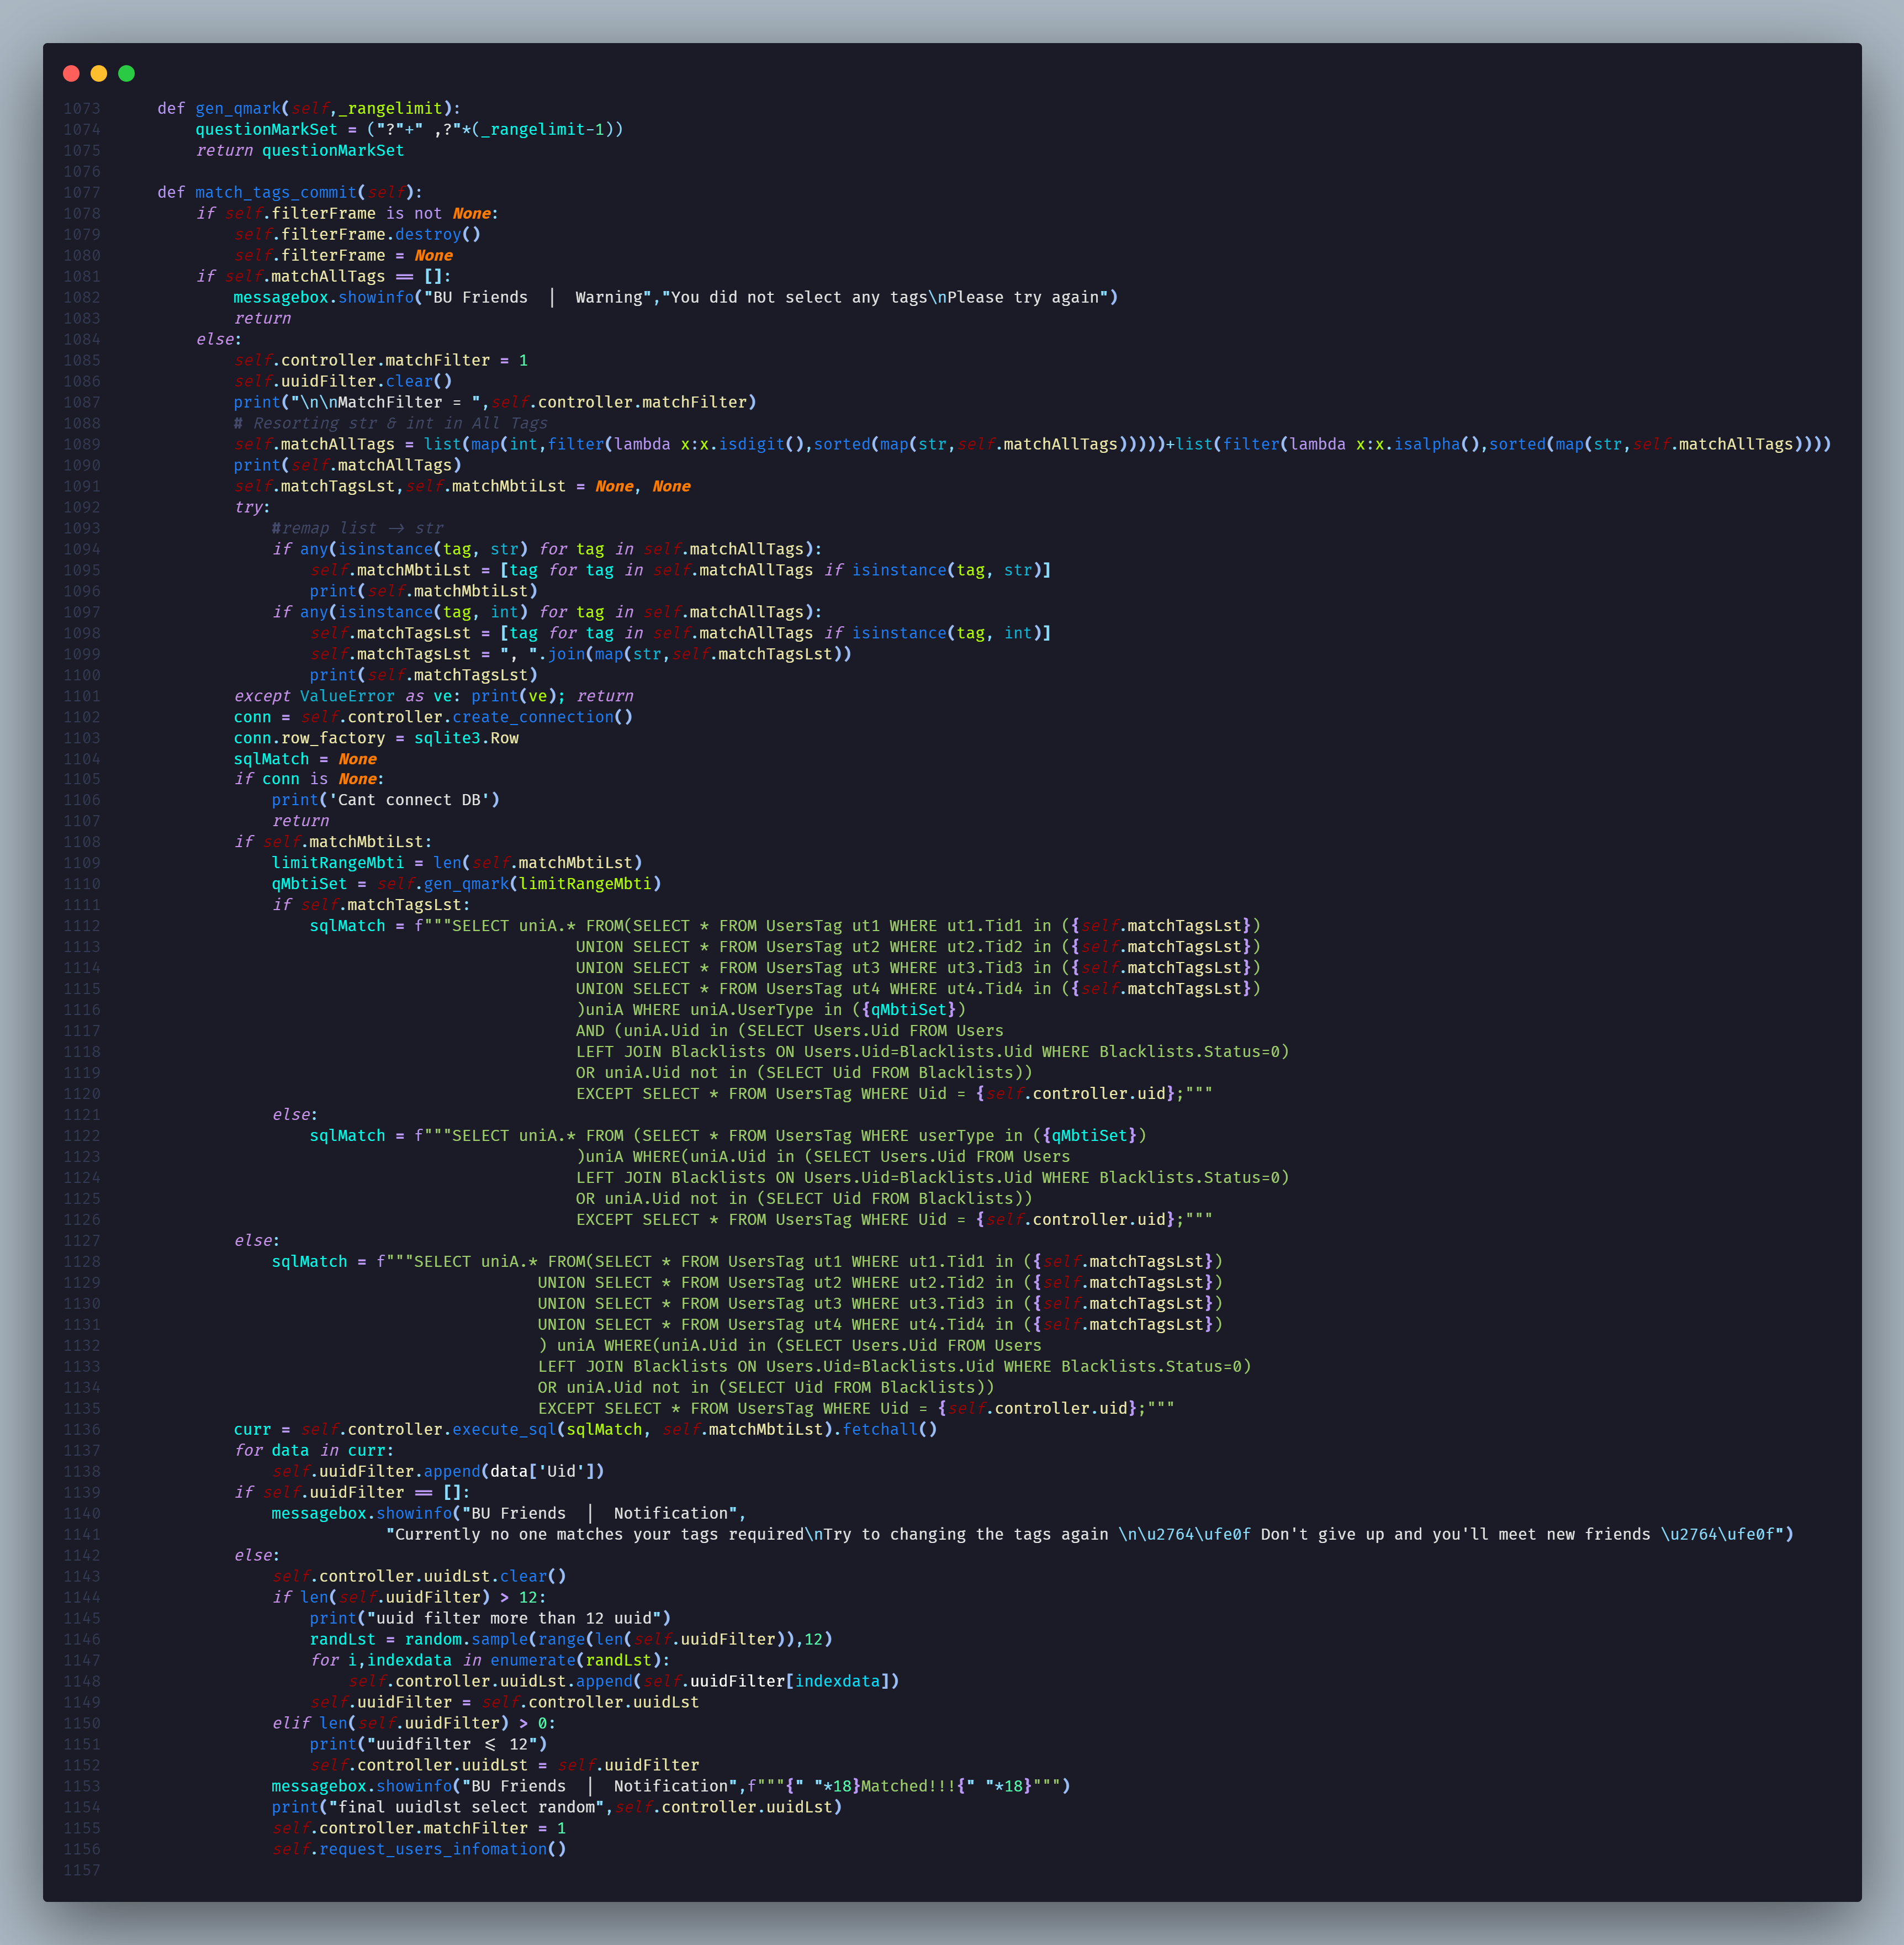 1073 def gen_qmark(self,_rangelimit):
1074 questionMarkSet = ("?"+" ,?"*(_rangelimit-1))
1075 return questionMarkSet
1076
1077 def match_tags_commit(self):
1078 if self.filterFrame is not None:
1079 self.filterFrame.destroy()
1080 self.filterFrame = None
1081 if self.matchAllTags == []:
1082 messagebox.showinfo("BU Friends  |  Warning","You did not select any tags\nPlease try again")
1083 return
1084 else:
1085 self.controller.matchFilter = 1
1086 self.uuidFilter.clear()
1087 print("\n\nMatchFilter = ",self.controller.matchFilter)
1088 # Resorting str & int in All Tags
1089 self.matchAllTags = list(map(int,filter(lambda x:x.isdigit(),sorted(map(str,self.matchAllTags)))))+list(filter(lambda x:x.isalpha(),sorted(map(str,self.matchAllTags))))
1090 print(self.matchAllTags)
1091 self.matchTagsLst,self.matchMbtiLst = None, None
1092 try:
1093 #remap list -> str
1094 if any(isinstance(tag, str) for tag in self.matchAllTags):
1095 self.matchMbtiLst = [tag for tag in self.matchAllTags if isinstance(tag, str)]
1096 print(self.matchMbtiLst)
1097 if any(isinstance(tag, int) for tag in self.matchAllTags):
1098 self.matchTagsLst = [tag for tag in self.matchAllTags if isinstance(tag, int)]
1099 self.matchTagsLst = ", ".join(map(str,self.matchTagsLst))
1100 print(self.matchTagsLst)
1101 except ValueError as ve: print(ve); return
1102 conn = self.controller.create_connection()
1103 conn.row_factory = sqlite3.Row
1104 sqlMatch = None
1105 if conn is None:
1106 print('Cant connect DB')
1107 return
1108 if self.matchMbtiLst:
1109 limitRangeMbti = len(self.matchMbtiLst)
1110 qMbtiSet = self.gen_qmark(limitRangeMbti)
1111 if self.matchTagsLst:
1112 sqlMatch = f"""SELECT uniA.* FROM(SELECT * FROM UsersTag ut1 WHERE ut1.Tid1 in ({self.matchTagsLst})
1113 UNION SELECT * FROM UsersTag ut2 WHERE ut2.Tid2 in ({self.matchTagsLst})
1114 UNION SELECT * FROM UsersTag ut3 WHERE ut3.Tid3 in ({self.matchTagsLst})
1115 UNION SELECT * FROM UsersTag ut4 WHERE ut4.Tid4 in ({self.matchTagsLst})
1116 )uniA WHERE uniA.UserType in ({qMbtiSet})
1117 AND (uniA.Uid in (SELECT Users.Uid FROM Users
1118 LEFT JOIN Blacklists ON Users.Uid=Blacklists.Uid WHERE Blacklists.Status=0)
1119 OR uniA.Uid not in (SELECT Uid FROM Blacklists))
1120 EXCEPT SELECT * FROM UsersTag WHERE Uid = {self.controller.uid};"""
1121 else:
1122 sqlMatch = f"""SELECT uniA.* FROM (SELECT * FROM UsersTag WHERE userType in ({qMbtiSet})
1123 )uniA WHERE(uniA.Uid in (SELECT Users.Uid FROM Users
1124 LEFT JOIN Blacklists ON Users.Uid=Blacklists.Uid WHERE Blacklists.Status=0)
1125 OR uniA.Uid not in (SELECT Uid FROM Blacklists))
1126 EXCEPT SELECT * FROM UsersTag WHERE Uid = {self.controller.uid};"""
1127 else:
1128 sqlMatch = f"""SELECT uniA.* FROM(SELECT * FROM UsersTag ut1 WHERE ut1.Tid1 in ({self.matchTagsLst})
1129 UNION SELECT * FROM UsersTag ut2 WHERE ut2.Tid2 in ({self.matchTagsLst})
1130 UNION SELECT * FROM UsersTag ut3 WHERE ut3.Tid3 in ({self.matchTagsLst})
1131 UNION SELECT * FROM UsersTag ut4 WHERE ut4.Tid4 in ({self.matchTagsLst})
1132 ) uniA WHERE(uniA.Uid in (SELECT Users.Uid FROM Users
1133 LEFT JOIN Blacklists ON Users.Uid=Blacklists.Uid WHERE Blacklists.Status=0)
1134 OR uniA.Uid not in (SELECT Uid FROM Blacklists))
1135 EXCEPT SELECT * FROM UsersTag WHERE Uid = {self.controller.uid};"""
1136 curr = self.controller.execute_sql(sqlMatch, self.matchMbtiLst).fetchall()
1137 for data in curr:
1138 self.uuidFilter.append(data['Uid'])
1139 if self.uuidFilter == []:
1140 messagebox.showinfo("BU Friends  |  Notification",
1141 "Currently no one matches your tags required\nTry to changing the tags again \n\u2764\ufe0f Don't give up and you'll meet new friends \u2764\ufe0f")
1142 else:
1143 self.controller.uuidLst.clear()
1144 if len(self.uuidFilter) > 12:
1145 print("uuid filter more than 12 uuid")
1146 randLst = random.sample(range(len(self.uuidFilter)),12)
1147 for i,indexdata in enumerate(randLst):
1148 self.controller.uuidLst.append(self.uuidFilter[indexdata])
1149 self.uuidFilter = self.controller.uuidLst
1150 elif len(self.uuidFilter) > 0:
1151 print("uuidfilter <= 12")
1152 self.controller.uuidLst = self.uuidFilter
1153 messagebox.showinfo("BU Friends  |  Notification",f"""{" "*18}Matched!!!{" "*18}""")
1154 print("final uuidlst select random",self.controller.uuidLst)
1155 self.controller.matchFilter = 1
1156 self.request_users_infomation()
1157